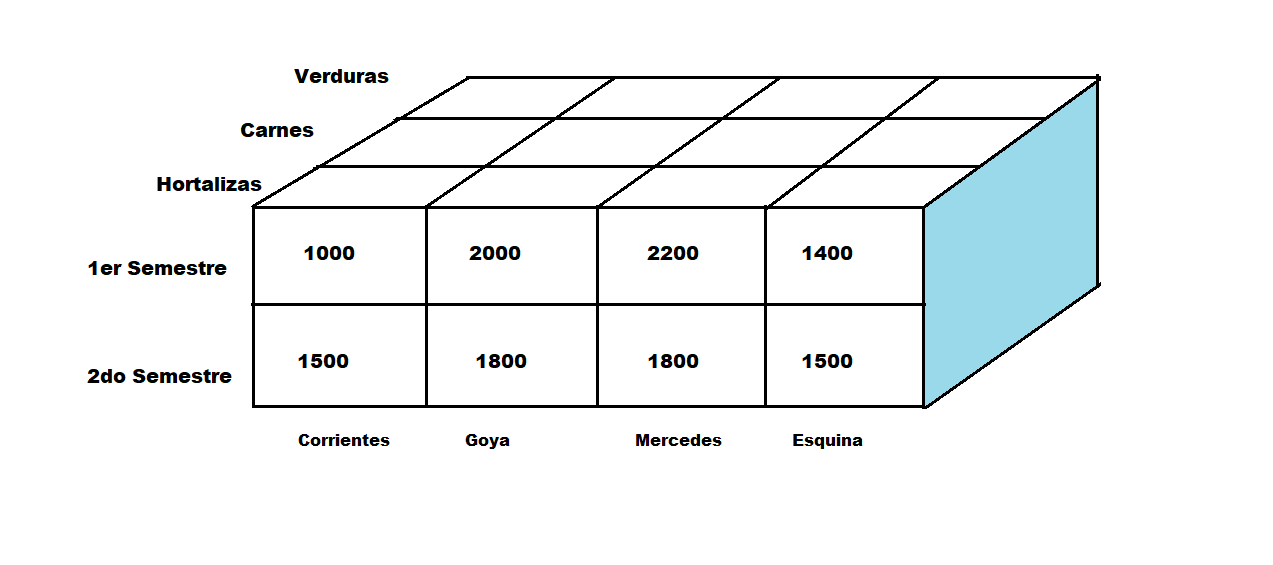 Verduras
Carnes
Hortalizas
1er Semestre 1000 2000 2200 1400
2do Semestre 1500 1800 1800 1500
Corrientes Goya Mercedes Esquina